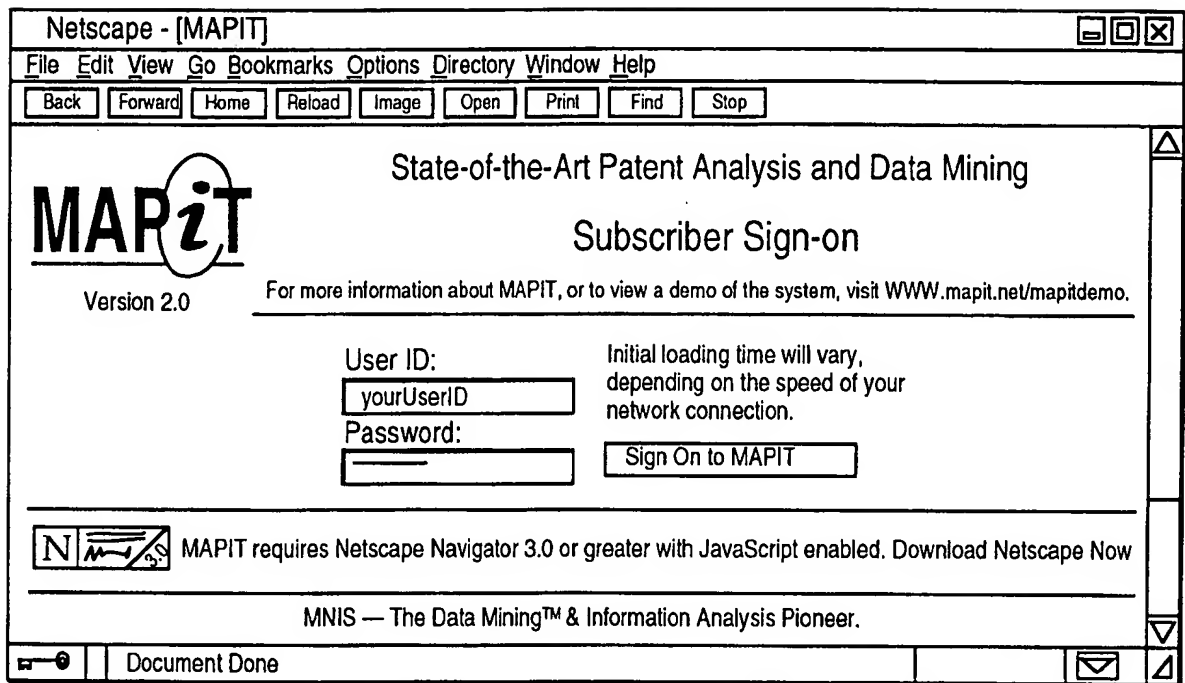 Netscape - [MAPIT]
File Edit View Go Bookmarks Options Directory Window Help
Back Forward Home Reload Image Open Print Find Stop
MAPiT
Version 2.0
State-of-the-Art Patent Analysis and Data Mining
Subscriber Sign-on
For more information about MAPIT, or to view a demo of the system, visit WWW.mapit.net/mapitdemo.
User ID:
yourUserID
Password:
Initial loading time will vary,
depending on the speed of your
network connection.
Sign On to MAPIT
N 3.0 MAPIT requires Netscape Navigator 3.0 or greater with JavaScript enabled. Download Netscape Now
MNIS — The Data Mining™ & Information Analysis Pioneer.
Document Done